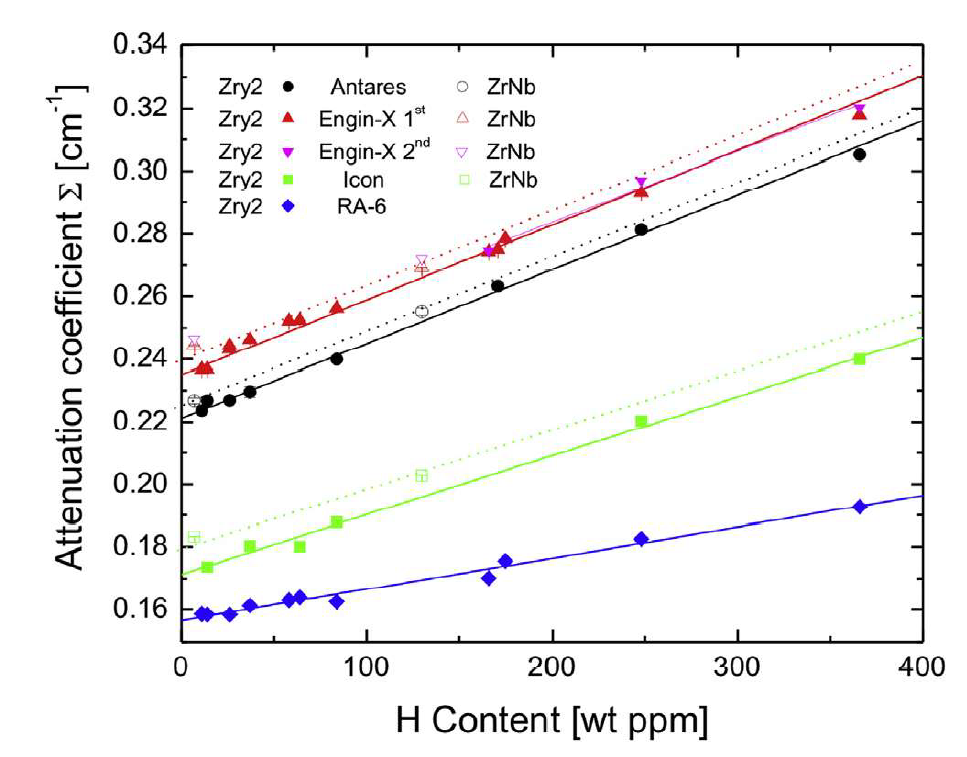 0.34
0.32
0.30
0.28
0.26
0.24
0.22
0.20
0.18
0.16
Attenuation coefficient Σ [cm⁻¹]
Zry2 Antares ZrNb
Zry2 Engin-X 1ˢᵗ ZrNb
Zry2 Engin-X 2ⁿᵈ ZrNb
Zry2 Icon ZrNb
Zry2 RA-6
0 100 200 300 400
H Content [wt ppm]